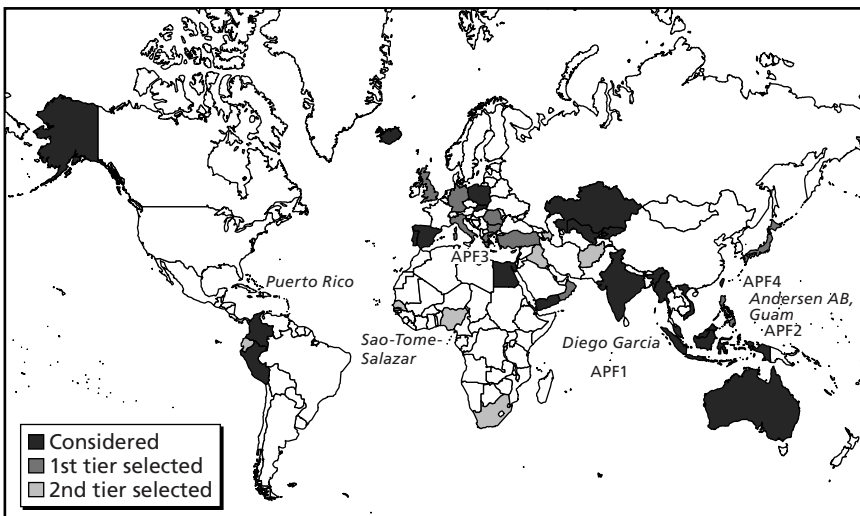 Puerto Rico
APF3
Sao-Tome-
Salazar
Diego Garcia
APF1
APF4
Andersen AB,
Guam
APF2
Considered
1st tier selected
2nd tier selected